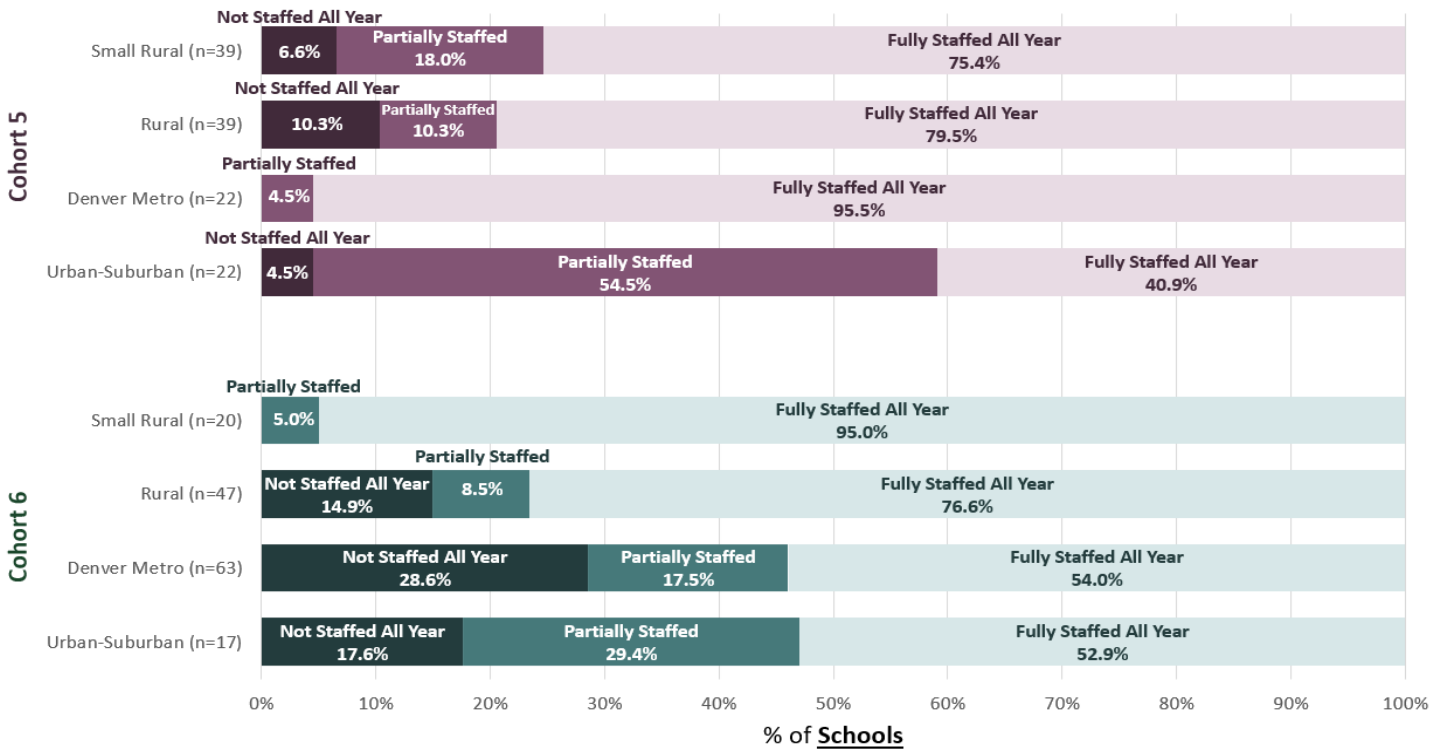 Cohort 5
Not Staffed All Year
Small Rural (n=39)
6.6%
Partially Staffed
18.0%
Fully Staffed All Year
75.4%
Not Staffed All Year
Rural (n=39)
10.3%
Partially Staffed
10.3%
Fully Staffed All Year
79.5%
Partially Staffed
Denver Metro (n=22)
4.5%
Fully Staffed All Year
95.5%
Not Staffed All Year
Urban-Suburban (n=22)
4.5%
Partially Staffed
54.5%
Fully Staffed All Year
40.9%
Cohort 6
Partially Staffed
Small Rural (n=20)
5.0%
Fully Staffed All Year
95.0%
Partially Staffed
Rural (n=47)
Not Staffed All Year
14.9%
8.5%
Fully Staffed All Year
76.6%
Denver Metro (n=63)
Not Staffed All Year
28.6%
Partially Staffed
17.5%
Fully Staffed All Year
54.0%
Urban-Suburban (n=17)
Not Staffed All Year
17.6%
Partially Staffed
29.4%
Fully Staffed All Year
52.9%
0% 10% 20% 30% 40% 50% 60% 70% 80% 90% 100%
% of Schools